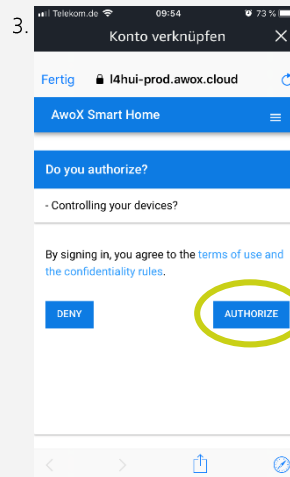 3.
Telekom.de 09:54 73 %
Konto verknüpfen
Fertig l4hui-prod.awox.cloud
AwoX Smart Home
Do you authorize?
- Controlling your devices?
By signing in, you agree to the terms of use and
the confidentiality rules.
DENY AUTHORIZE